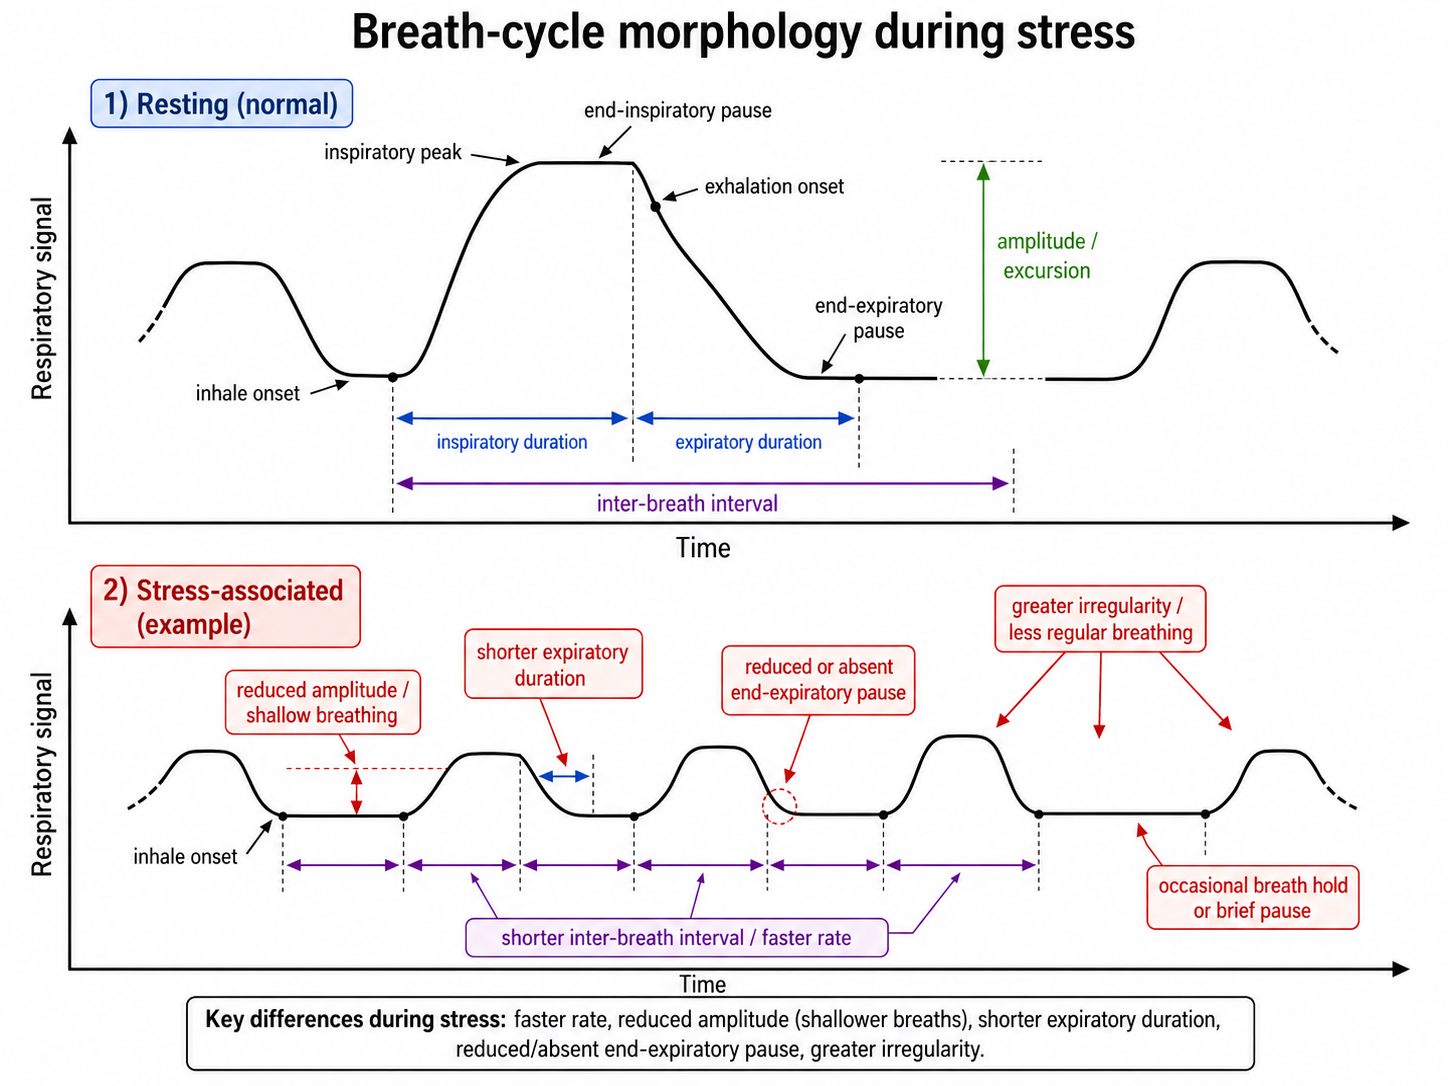 Breath-cycle morphology during stress
1) Resting (normal)
end-inspiratory pause
inspiratory peak
exhalation onset
amplitude /
excursion
end-expiratory
pause
inhale onset
inspiratory duration
expiratory duration
inter-breath interval
Respiratory signal
Time
2) Stress-associated
(example)
greater irregularity /
less regular breathing
shorter expiratory
duration
reduced or absent
end-expiratory pause
reduced amplitude /
shallow breathing
inhale onset
occasional breath hold
or brief pause
shorter inter-breath interval / faster rate
Respiratory signal
Time
Key differences during stress: faster rate, reduced amplitude (shallower breaths), shorter expiratory duration,
reduced/absent end-expiratory pause, greater irregularity.